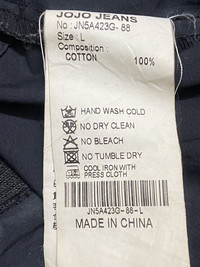 JOJO JEANS
No : JN5A423G- 88
Size : L
Composition :
COTTON 100%
HAND WASH COLD
NO DRY CLEAN
NO BLEACH
NO TUMBLE DRY
COOL IRON WITH
PRESS CLOTH
JN5A423G-88-L
MADE IN CHINA